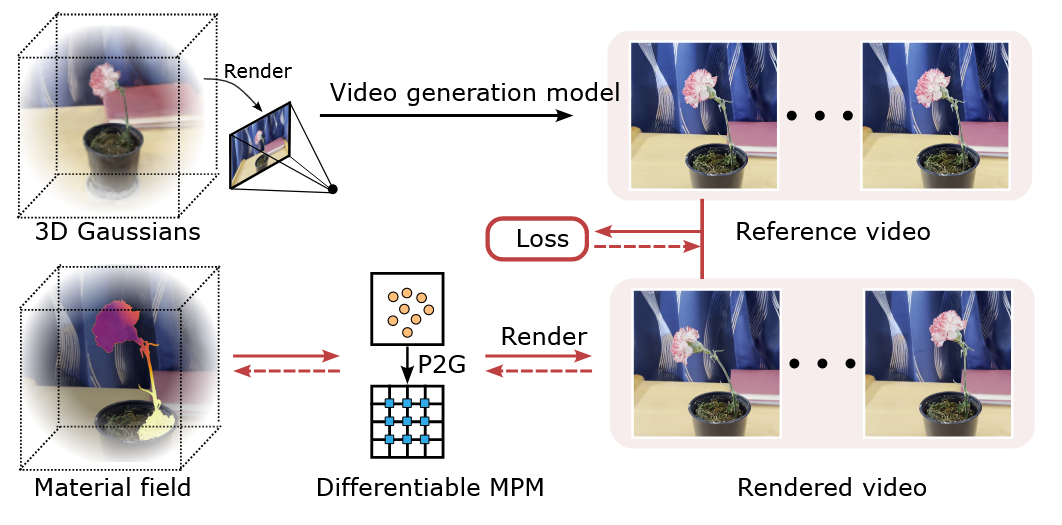 Render
Video generation model
3D Gaussians
Loss
Reference video
Render
P2G
Material field
Differentiable MPM
Rendered video